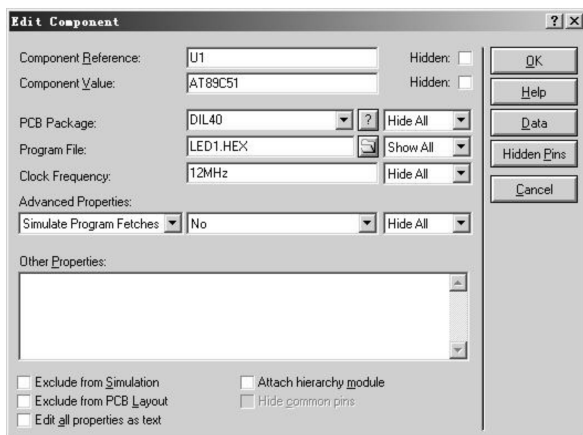 Edit Component
? ×
Component Reference: U1 Hidden:
Component Value: AT89C51 Hidden:
PCB Package: DIL40 ? Hide All
Program File: LED1.HEX Show All
Clock Frequency: 12MHz Hide All
Advanced Properties:
Simulate Program Fetches No Hide All
Other Properties:
Exclude from Simulation Attach hierarchy module
Exclude from PCB Layout Hide common pins
Edit all properties as text
OK
Help
Data
Hidden Pins
Cancel